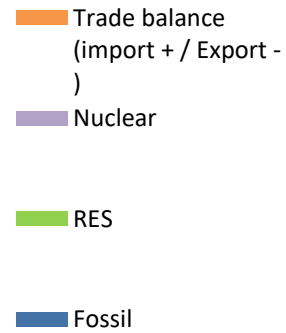 Trade balance
(import + / Export -
)
Nuclear
RES
Fossil